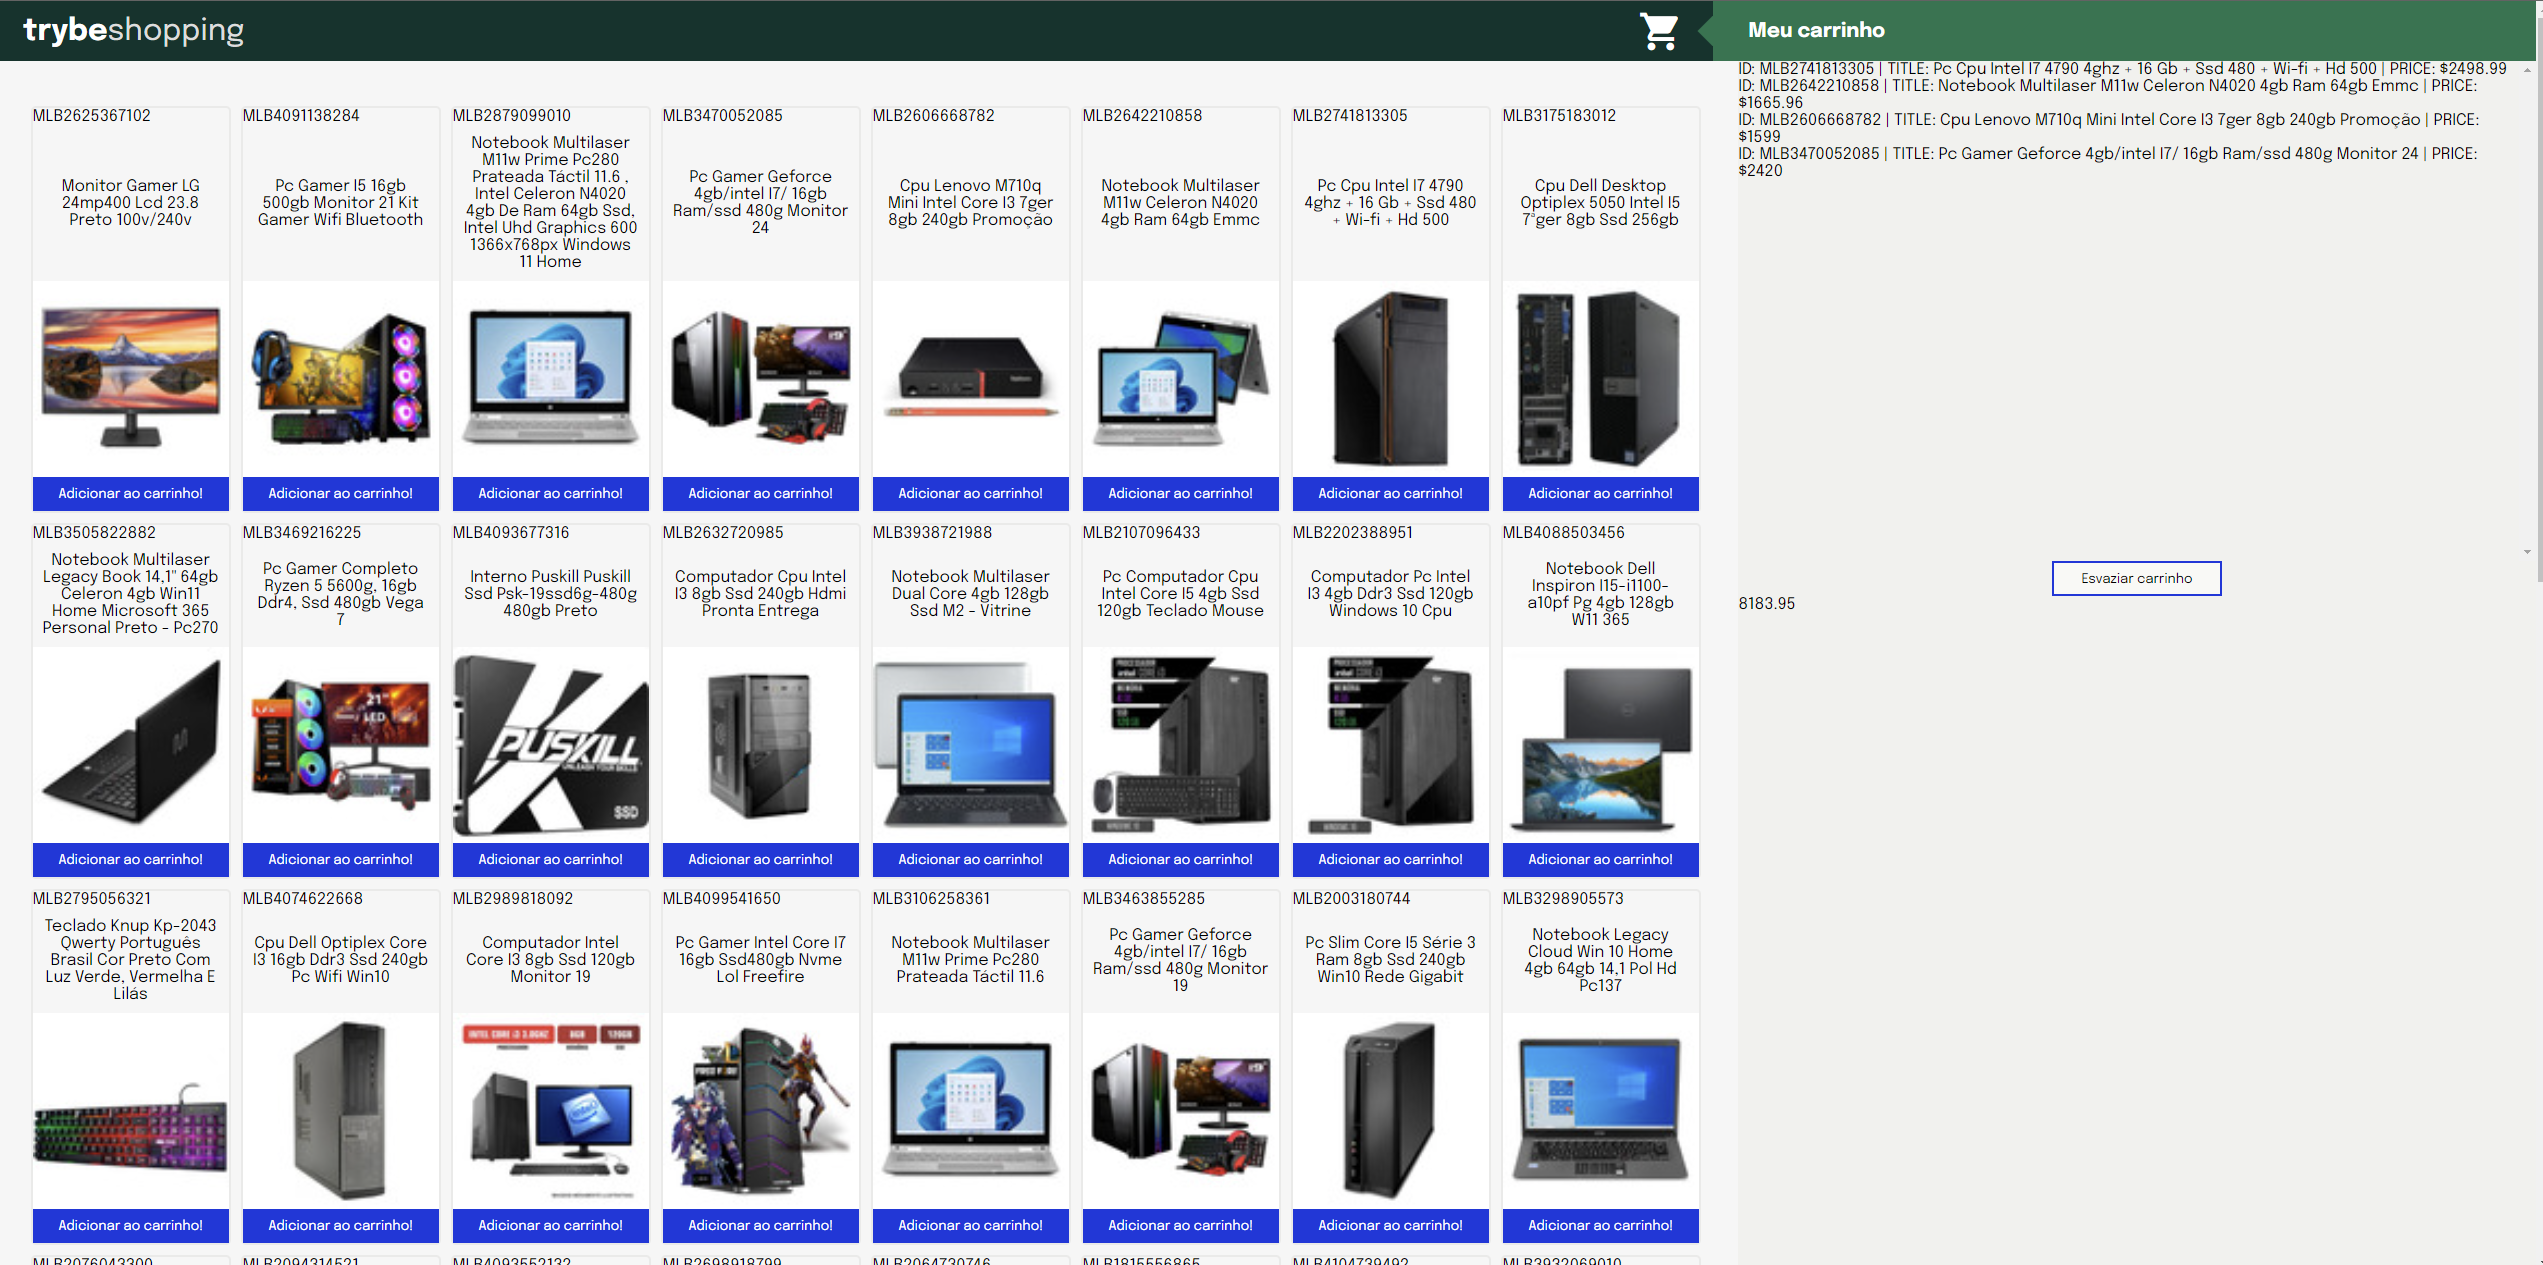 trybeshopping
Meu carrinho
ID: MLB2741813305 | TITLE: Pc Cpu Intel I7 4790 4ghz + 16 Gb + Ssd 480 + Wi-fi + Hd 500 | PRICE: $2498.99
ID: MLB2642210858 | TITLE: Notebook Multilaser M11w Celeron N4020 4gb Ram 64gb Emmc | PRICE:
$1665.96
ID: MLB2606668782 | TITLE: Cpu Lenovo M710q Mini Intel Core I3 7ger 8gb 240gb Promoção | PRICE:
$1599
ID: MLB3470052085 | TITLE: Pc Gamer Geforce 4gb/intel I7/ 16gb Ram/ssd 480g Monitor 24 | PRICE:
$2420
Esvaziar carrinho
8183.95
MLB2625367102
Monitor Gamer LG
24mp400 Lcd 23.8
Preto 100v/240v
Adicionar ao carrinho!
MLB4091138284
Pc Gamer I5 16gb
500gb Monitor 21 Kit
Gamer Wifi Bluetooth
Adicionar ao carrinho!
MLB2879099010
Notebook Multilaser
M11w Prime Pc280
Prateada Táctil 11.6 ,
Intel Celeron N4020
4gb De Ram 64gb Ssd,
Intel Uhd Graphics 600
1366x768px Windows
11 Home
Adicionar ao carrinho!
MLB3470052085
Pc Gamer Geforce
4gb/intel I7/ 16gb
Ram/ssd 480g Monitor
24
Adicionar ao carrinho!
MLB2606668782
Cpu Lenovo M710q
Mini Intel Core I3 7ger
8gb 240gb Promoção
Adicionar ao carrinho!
MLB2642210858
Notebook Multilaser
M11w Celeron N4020
4gb Ram 64gb Emmc
Adicionar ao carrinho!
MLB2741813305
Pc Cpu Intel I7 4790
4ghz + 16 Gb + Ssd 480
+ Wi-fi + Hd 500
Adicionar ao carrinho!
MLB3175183012
Cpu Dell Desktop
Optiplex 5050 Intel I5
7ªger 8gb Ssd 256gb
Adicionar ao carrinho!
MLB3505822882
Notebook Multilaser
Legacy Book 14,1" 64gb
Celeron 4gb Win11
Home Microsoft 365
Personal Preto - Pc270
Adicionar ao carrinho!
MLB3469216225
Pc Gamer Completo
Ryzen 5 5600g, 16gb
Ddr4, Ssd 480gb Vega
7
21"
LED
Adicionar ao carrinho!
MLB4093677316
Interno Puskill Puskill
Ssd Psk-19ssd6g-480g
480gb Preto
PUSKILL
UNLEASH YOUR SKILLS
SSD
Adicionar ao carrinho!
MLB2632720985
Computador Cpu Intel
I3 8gb Ssd 240gb Hdmi
Pronta Entrega
Adicionar ao carrinho!
MLB3938721988
Notebook Multilaser
Dual Core 4gb 128gb
Ssd M2 - Vitrine
Adicionar ao carrinho!
MLB2107096433
Pc Computador Cpu
Intel Core I5 4gb Ssd
120gb Teclado Mouse
PROCESSADOR
MEMÓRIA
SSD
120GB
Adicionar ao carrinho!
MLB2202388951
Computador Pc Intel
I3 4gb Ddr3 Ssd 120gb
Windows 10 Cpu
PROCESSADOR
MEMÓRIA
SSD
120GB
Adicionar ao carrinho!
MLB4088503456
Notebook Dell
Inspiron I15-i1100-
a10pf Pg 4gb 128gb
W11 365
Adicionar ao carrinho!
MLB2795056321
Teclado Knup Kp-2043
Qwerty Português
Brasil Cor Preto Com
Luz Verde, Vermelha E
Lilás
Adicionar ao carrinho!
MLB4074622668
Cpu Dell Optiplex Core
I3 16gb Ddr3 Ssd 240gb
Pc Wifi Win10
Adicionar ao carrinho!
MLB2989818092
Computador Intel
Core I3 8gb Ssd 120gb
Monitor 19
INTEL CORE i3 3.0GHZ 8GB 120GB
Adicionar ao carrinho!
MLB4099541650
Pc Gamer Intel Core I7
16gb Ssd480gb Nvme
Lol Freefire
Adicionar ao carrinho!
MLB3106258361
Notebook Multilaser
M11w Prime Pc280
Prateada Táctil 11.6
Adicionar ao carrinho!
MLB3463855285
Pc Gamer Geforce
4gb/intel I7/ 16gb
Ram/ssd 480g Monitor
19
Adicionar ao carrinho!
MLB2003180744
Pc Slim Core I5 Série 3
Ram 8gb Ssd 240gb
Win10 Rede Gigabit
Adicionar ao carrinho!
MLB3298905573
Notebook Legacy
Cloud Win 10 Home
4gb 64gb 14,1 Pol Hd
Pc137
Adicionar ao carrinho!
MLB2076043300
MLB2094314521
MLB4093552132
MLB2698918799
MLB2064730746
MLB1815556865
MLB4104739492
MLB3932069010